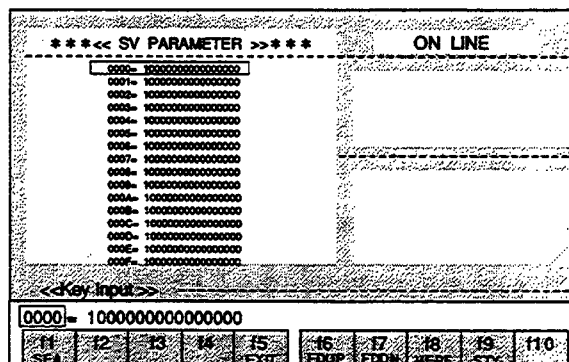 ***<< SV PARAMETER >>***
ON LINE
0000= 1000000000000000
0001= 1000000000000000
0002= 1000000000000000
0003= 1000000000000000
0004= 1000000000000000
0005= 1000000000000000
0006= 1000000000000000
0007= 1000000000000000
0008= 1000000000000000
0009= 1000000000000000
000A= 1000000000000000
000B= 1000000000000000
000C= 1000000000000000
000D= 1000000000000000
000E= 1000000000000000
000F= 1000000000000000
<<Key Input>>
0000 = 1000000000000000
f1 f2 f3 f4 f5 f6 f7 f8 f9 f10